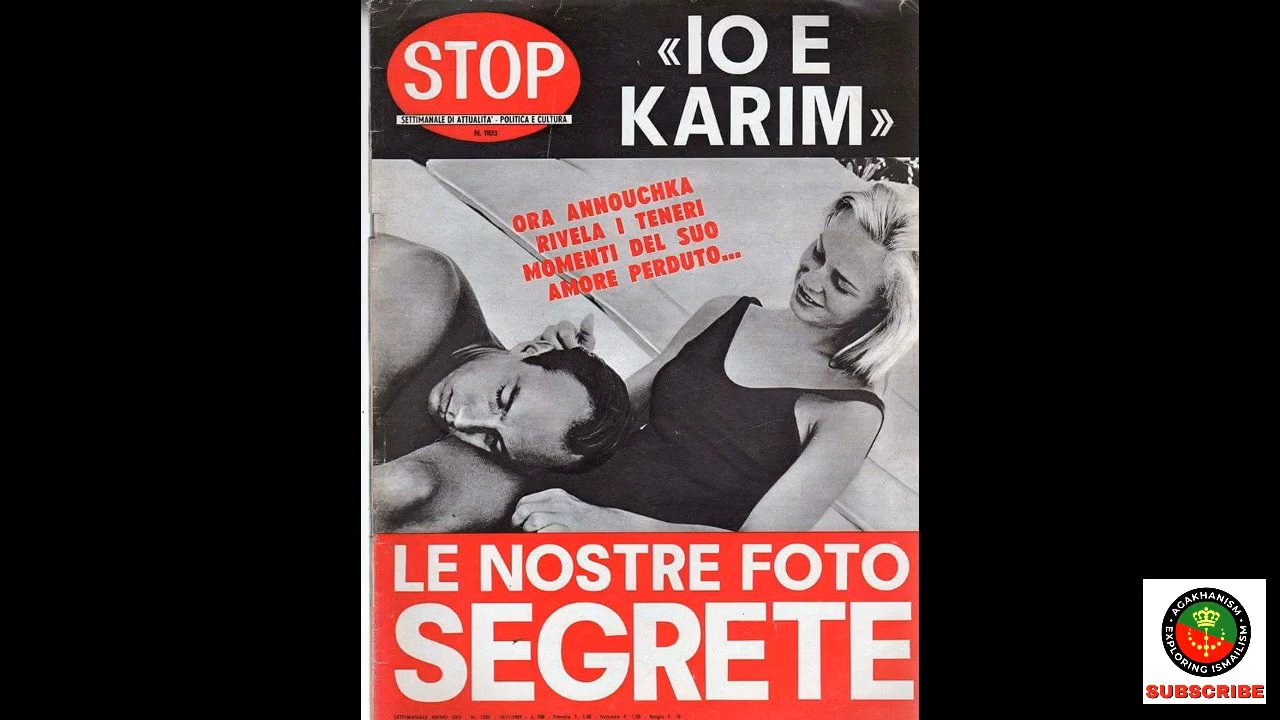 STOP
SETTIMANALE DI ATTUALITA' - POLITICA E CULTURA
N. 1103
«IO E
KARIM»
ORA ANNOUCHKA
RIVELA I TENERI
MOMENTI DEL SUO
AMORE PERDUTO...
LE NOSTRE FOTO
SEGRETE
AGAKHANISM
EXPLORING ISMAILISM
SUBSCRIBE